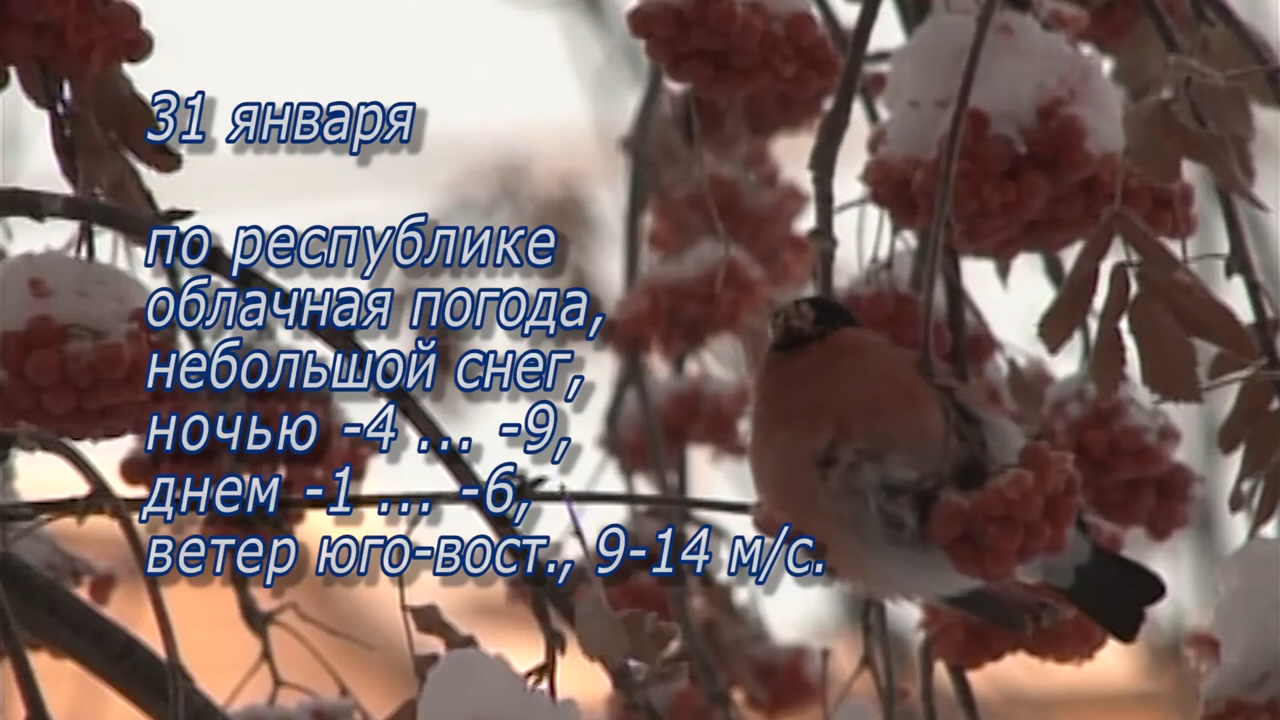 31 января
по республике
облачная погода,
небольшой снег,
ночью -4 ... -9,
днем -1 ... -6,
ветер юго-вост., 9-14 м/с.